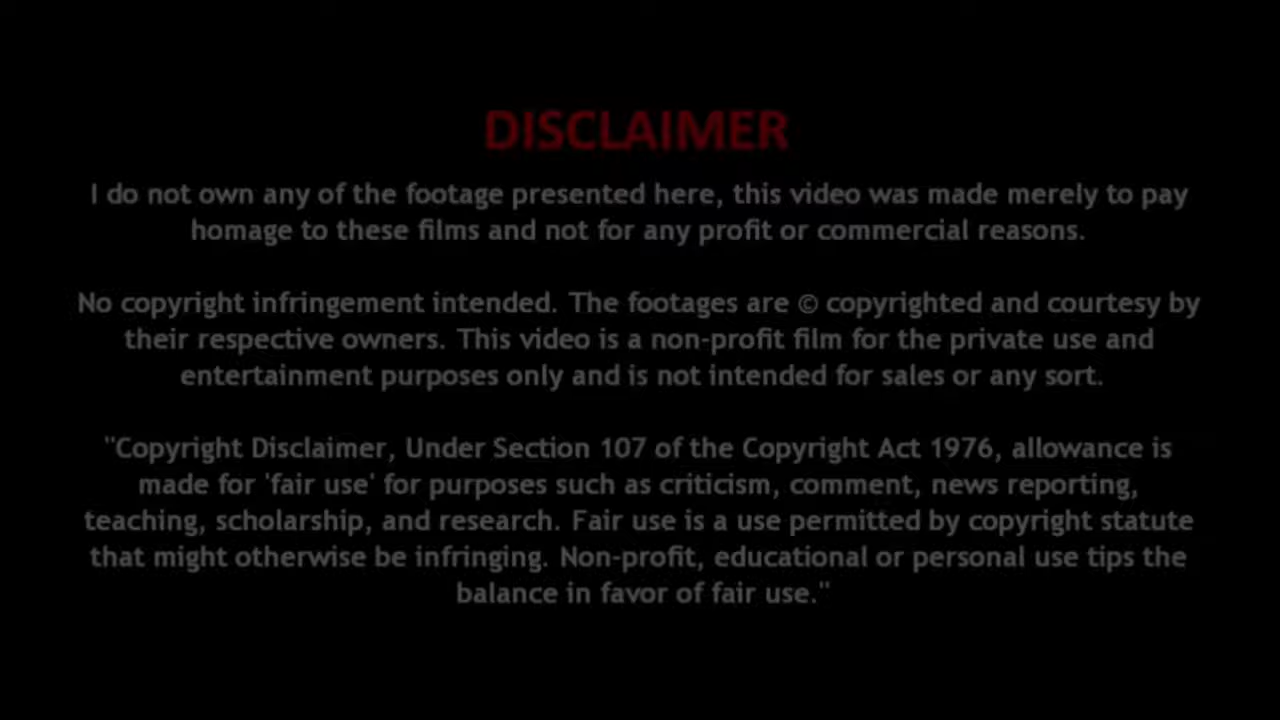 DISCLAIMER
I do not own any of the footage presented here, this video was made merely to pay
homage to these films and not for any profit or commercial reasons.
No copyright infringement intended. The footages are © copyrighted and courtesy by
their respective owners. This video is a non-profit film for the private use and
entertainment purposes only and is not intended for sales or any sort.
"Copyright Disclaimer, Under Section 107 of the Copyright Act 1976, allowance is
made for 'fair use' for purposes such as criticism, comment, news reporting,
teaching, scholarship, and research. Fair use is a use permitted by copyright statute
that might otherwise be infringing. Non-profit, educational or personal use tips the
balance in favor of fair use."